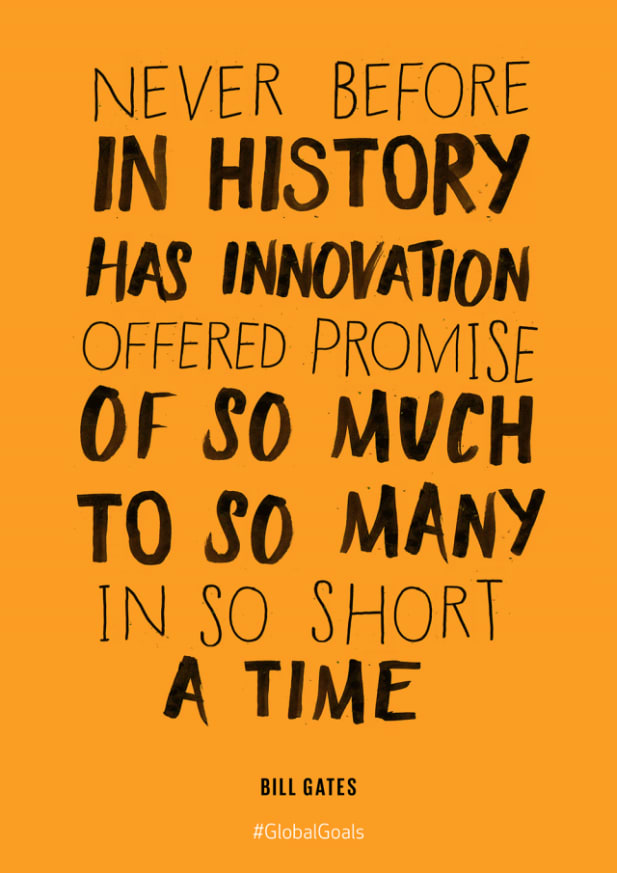 NEVER BEFORE
IN HISTORY
HAS INNOVATION
OFFERED PROMISE
OF SO MUCH
TO SO MANY
IN SO SHORT
A TIME
BILL GATES
#GlobalGoals